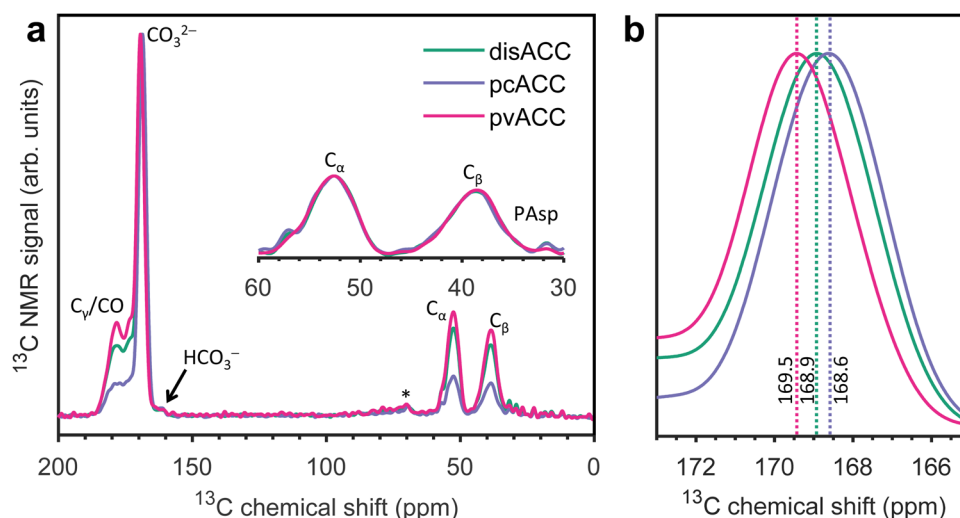 a
CO₃²⁻
disACC
pcACC
pvACC
Cα
Cβ
PAsp
60 50 40 30
Cγ/CO
HCO₃⁻
*
Cα
Cβ
¹³C NMR signal (arb. units)
200 150 100 50 0
¹³C chemical shift (ppm)
b
169.5
168.9
168.6
172 170 168 166
¹³C chemical shift (ppm)